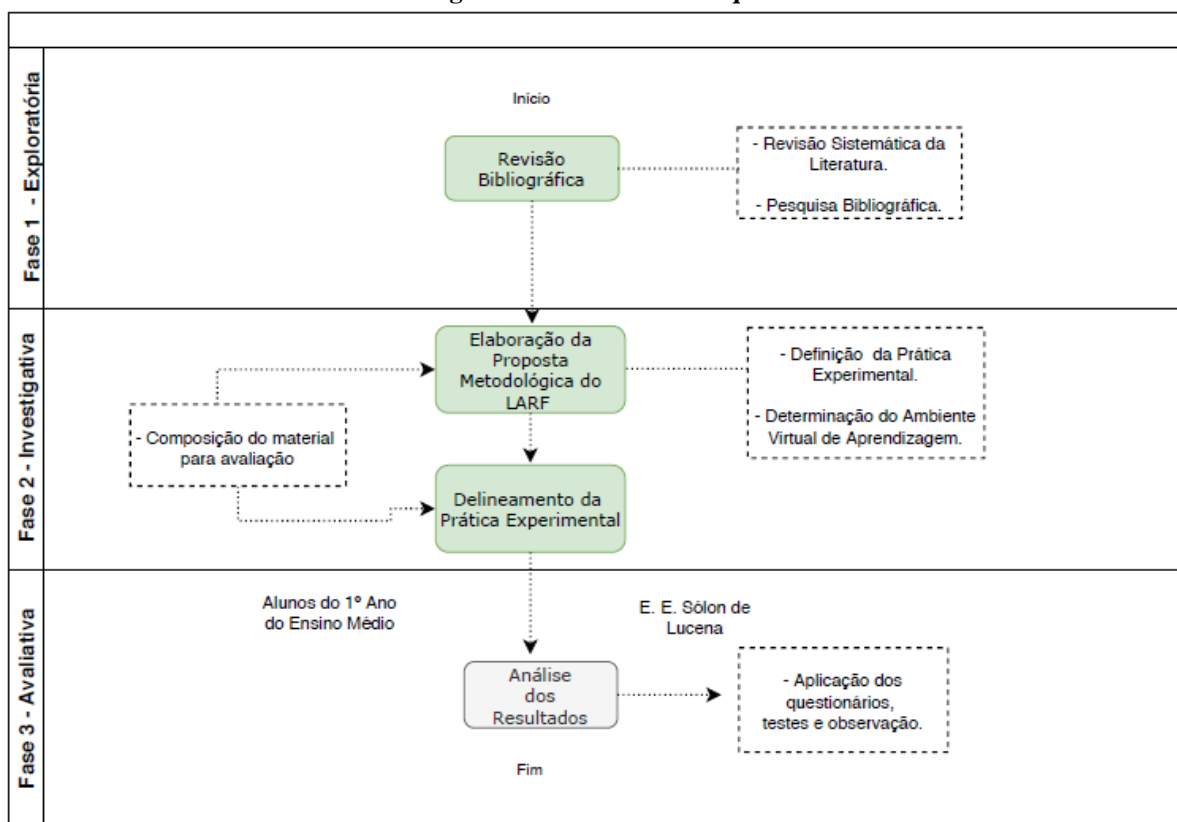 Fase 1 - Exploratória
Inicio
Revisão
Bibliográfica
- Revisão Sistemática da
Literatura.
- Pesquisa Bibliográfica.
Fase 2 - Investigativa
Elaboração da
Proposta
Metodológica do
LARF
- Definição da Prática
Experimental.
- Determinação do Ambiente
Virtual de Aprendizagem.
- Composição do material
para avaliação
Delineamento da
Prática Experimental
Fase 3 - Avaliativa
Alunos do 1º Ano
do Ensino Médio
E. E. Sólon de
Lucena
Análise
dos
Resultados
- Aplicação dos
questionários,
testes e observação.
Fim